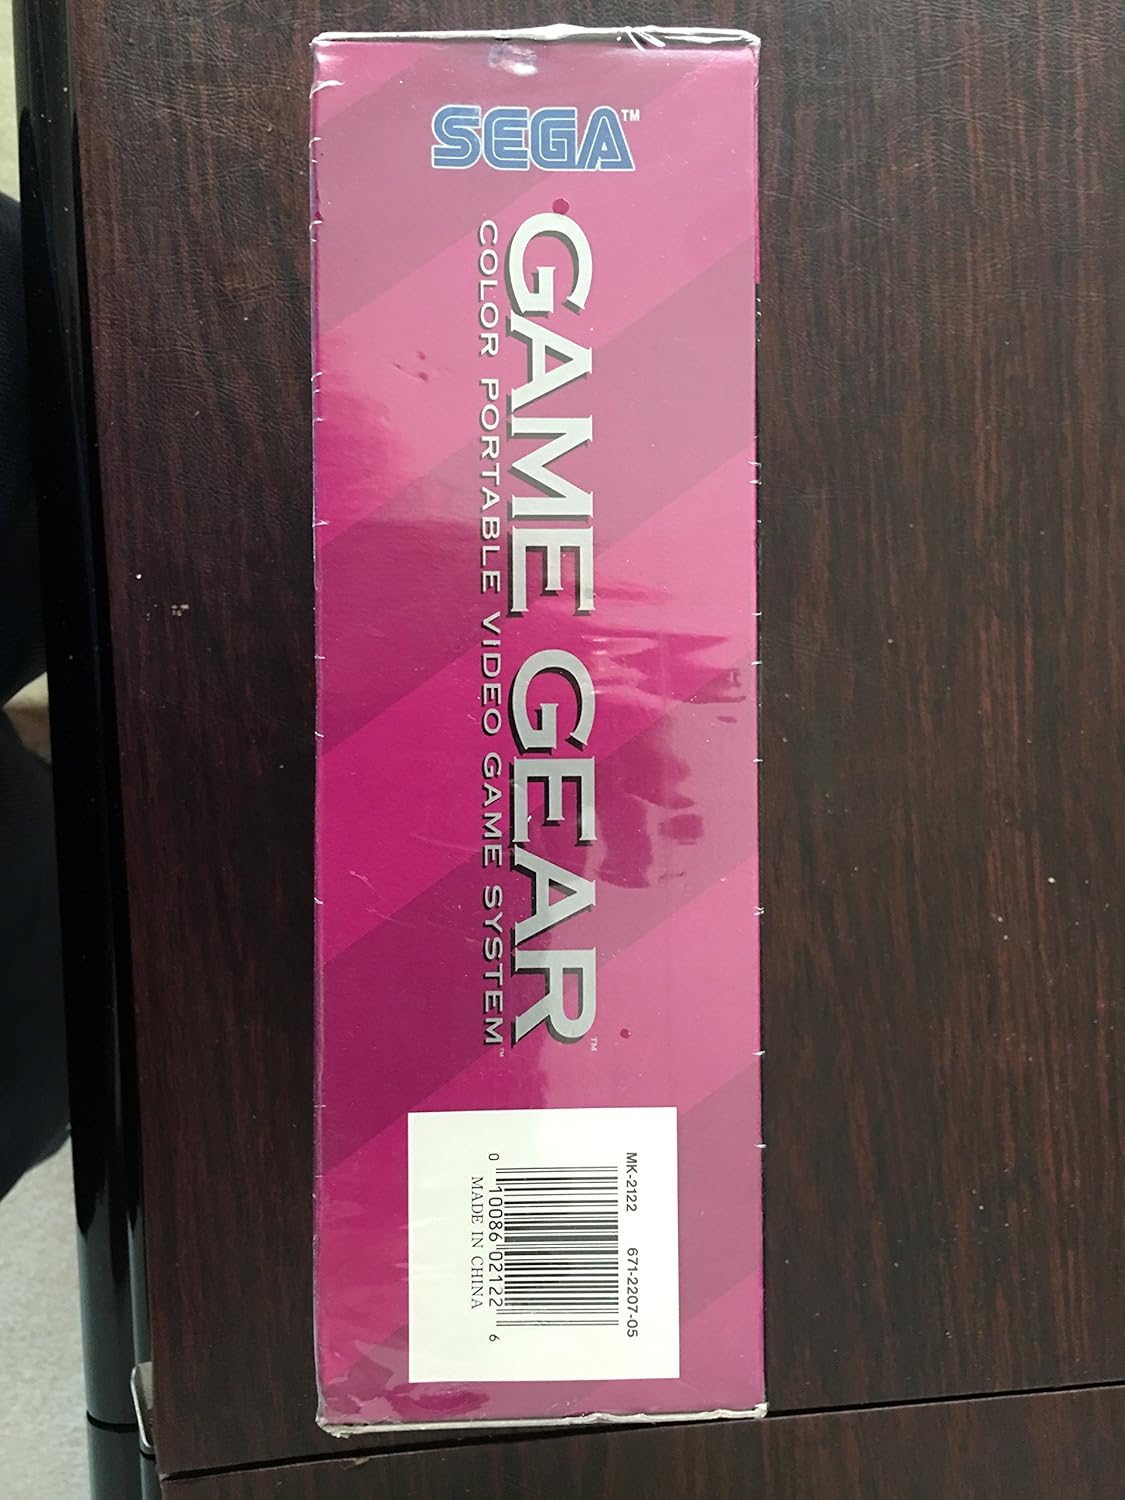 SEGA™
GAME GEAR™
COLOR PORTABLE VIDEO GAME SYSTEM™
MK-2122 671-2207-05
0 10086 02122 6
MADE IN CHINA